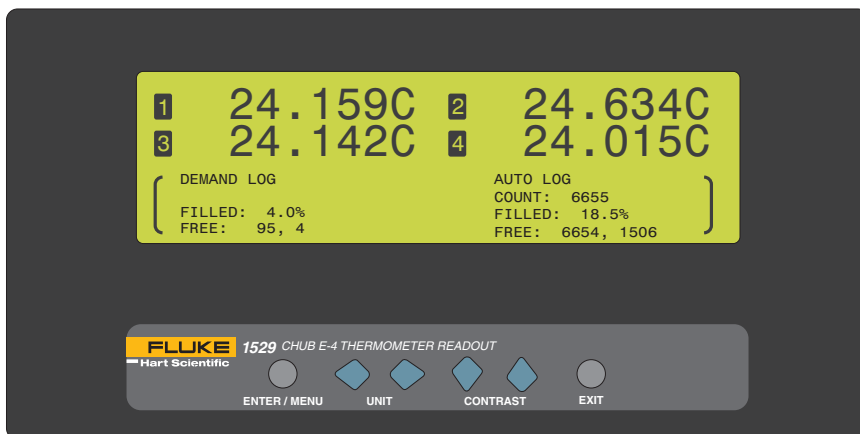 1 24.159C 2 24.634C
3 24.142C 4 24.015C
DEMAND LOG
FILLED: 4.0%
FREE: 95, 4
AUTO LOG
COUNT: 6655
FILLED: 18.5%
FREE: 6654, 1506
FLUKE
Hart Scientific
1529 CHUB E-4 THERMOMETER READOUT
ENTER / MENU UNIT CONTRAST EXIT